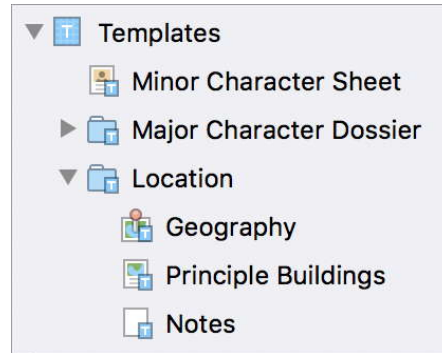 Templates
Minor Character Sheet
Major Character Dossier
Location
Geography
Principle Buildings
Notes